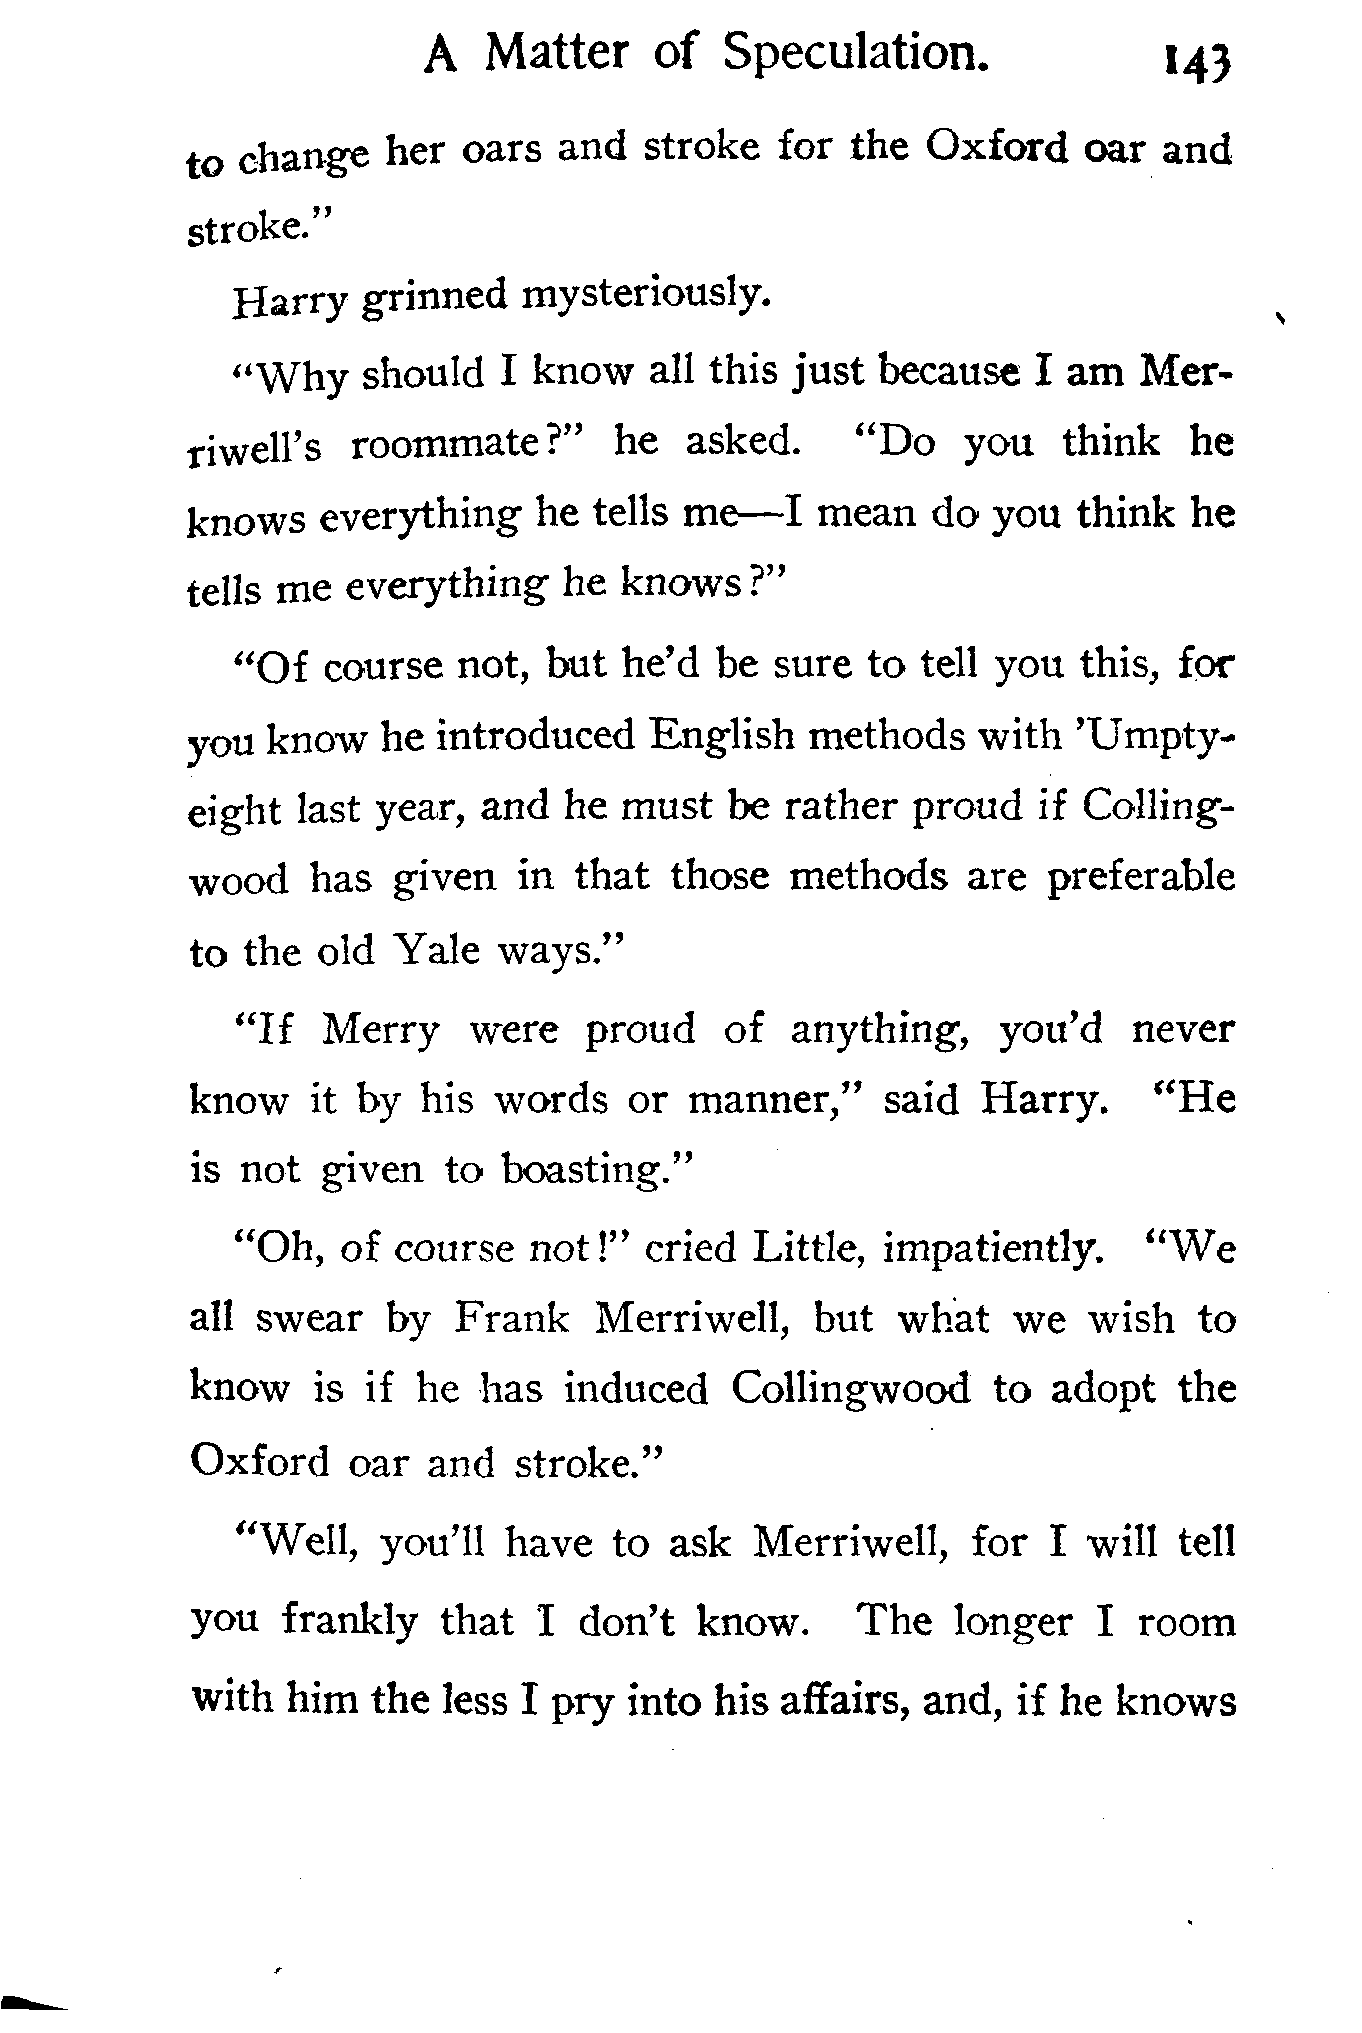 A Matter of Speculation. 143
to change her oars and stroke for the Oxford oar and
stroke."
Harry grinned mysteriously.
"Why should I know all this just because I am Mer-
riwell's roommate?" he asked. "Do you think he
knows everything he tells me—I mean do you think he
tells me everything he knows?"
"Of course not, but he'd be sure to tell you this, for
you know he introduced English methods with 'Umpty-
eight last year, and he must be rather proud if Colling-
wood has given in that those methods are preferable
to the old Yale ways."
"If Merry were proud of anything, you'd never
know it by his words or manner," said Harry. "He
is not given to boasting."
"Oh, of course not!" cried Little, impatiently. "We
all swear by Frank Merriwell, but what we wish to
know is if he has induced Collingwood to adopt the
Oxford oar and stroke."
"Well, you'll have to ask Merriwell, for I will tell
you frankly that I don't know. The longer I room
with him the less I pry into his affairs, and, if he knows